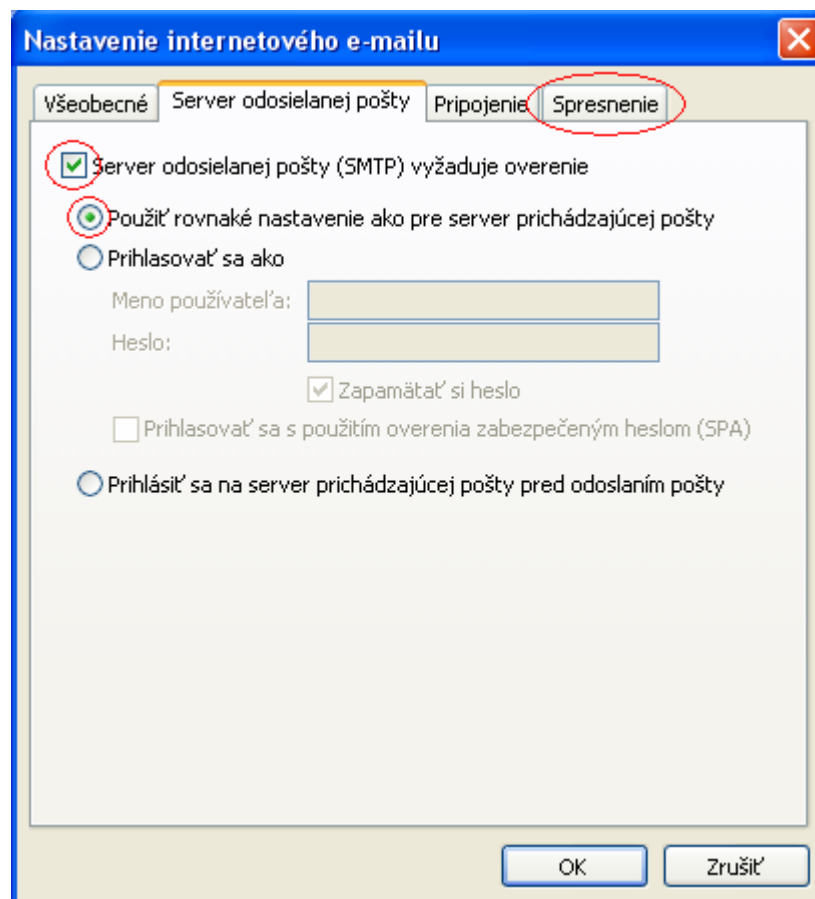 Nastavenie internetového e-mailu
Všeobecné Server odosielanej pošty Pripojenie Spresnenie
Server odosielanej pošty (SMTP) vyžaduje overenie
Použiť rovnaké nastavenie ako pre server prichádzajúcej pošty
Prihlasovať sa ako
Meno používateľa:
Heslo:
Zapamätať si heslo
Prihlasovať sa s použitím overenia zabezpečeným heslom (SPA)
Prihlásiť sa na server prichádzajúcej pošty pred odoslaním pošty
OK Zrušiť